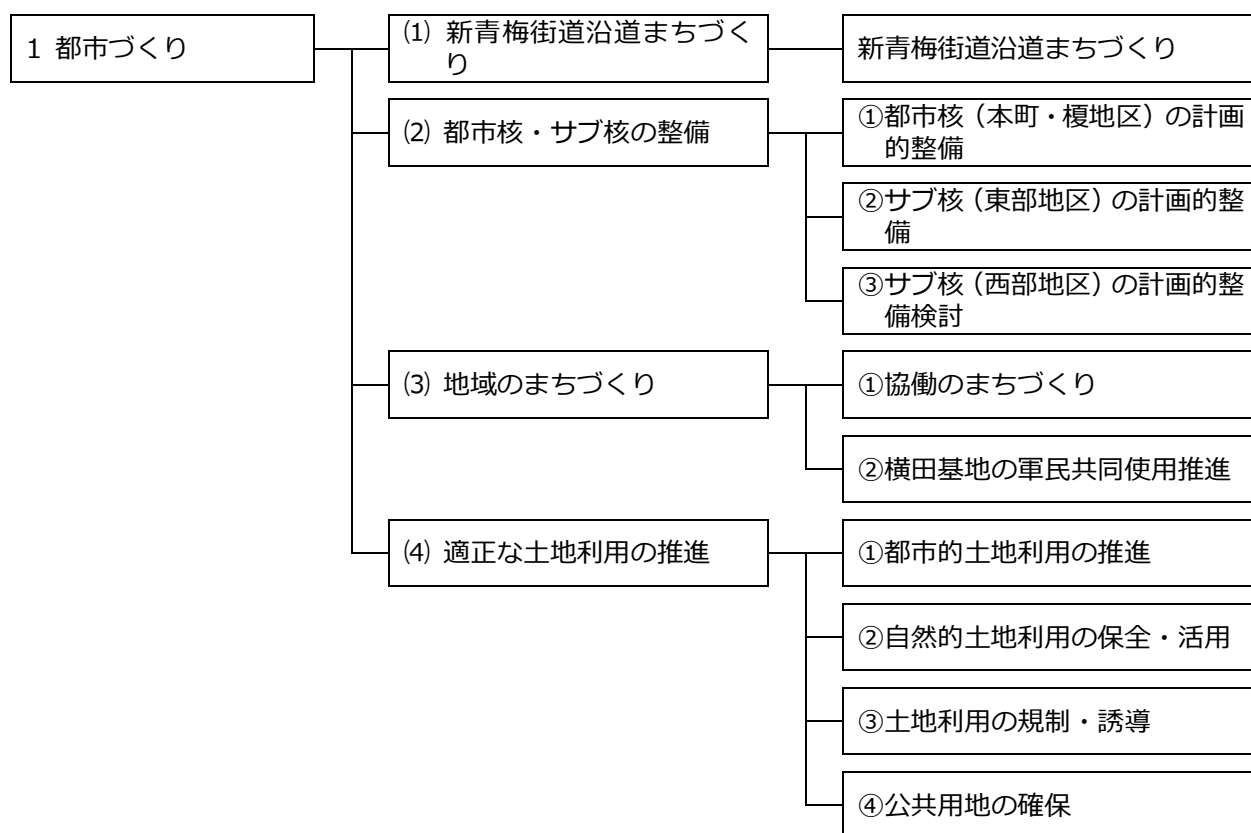 1 都市づくり
⑴ 新青梅街道沿道まちづく
り
新青梅街道沿道まちづくり
⑵ 都市核・サブ核の整備
①都市核(本町・榎地区)の計画
的整備
②サブ核(東部地区)の計画的整
備
③サブ核(西部地区)の計画的整
備検討
⑶ 地域のまちづくり
①協働のまちづくり
②横田基地の軍民共同使用推進
⑷ 適正な土地利用の推進
①都市的土地利用の推進
②自然的土地利用の保全・活用
③土地利用の規制・誘導
④公共用地の確保